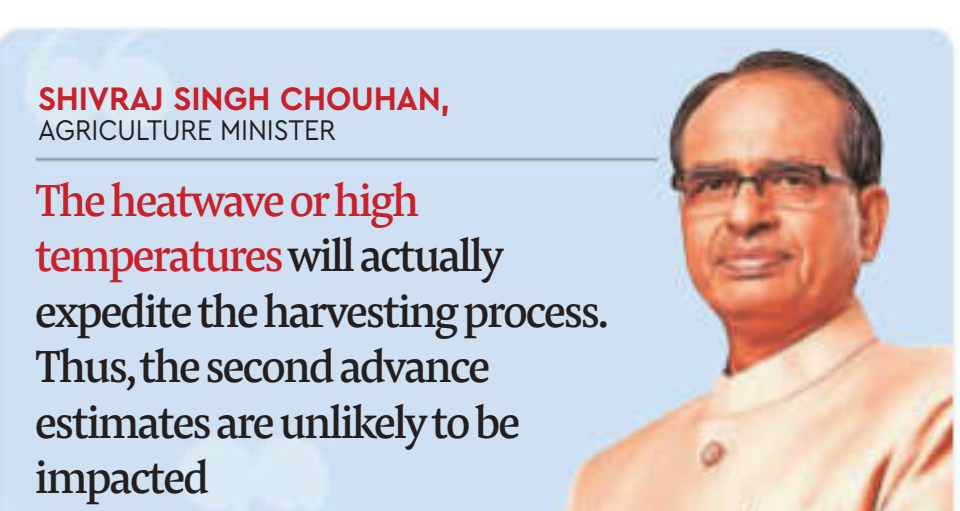 SHIVRAJ SINGH CHOUHAN,
AGRICULTURE MINISTER
The heatwave or high
temperatures will actually
expedite the harvesting process.
Thus, the second advance
estimates are unlikely to be
impacted